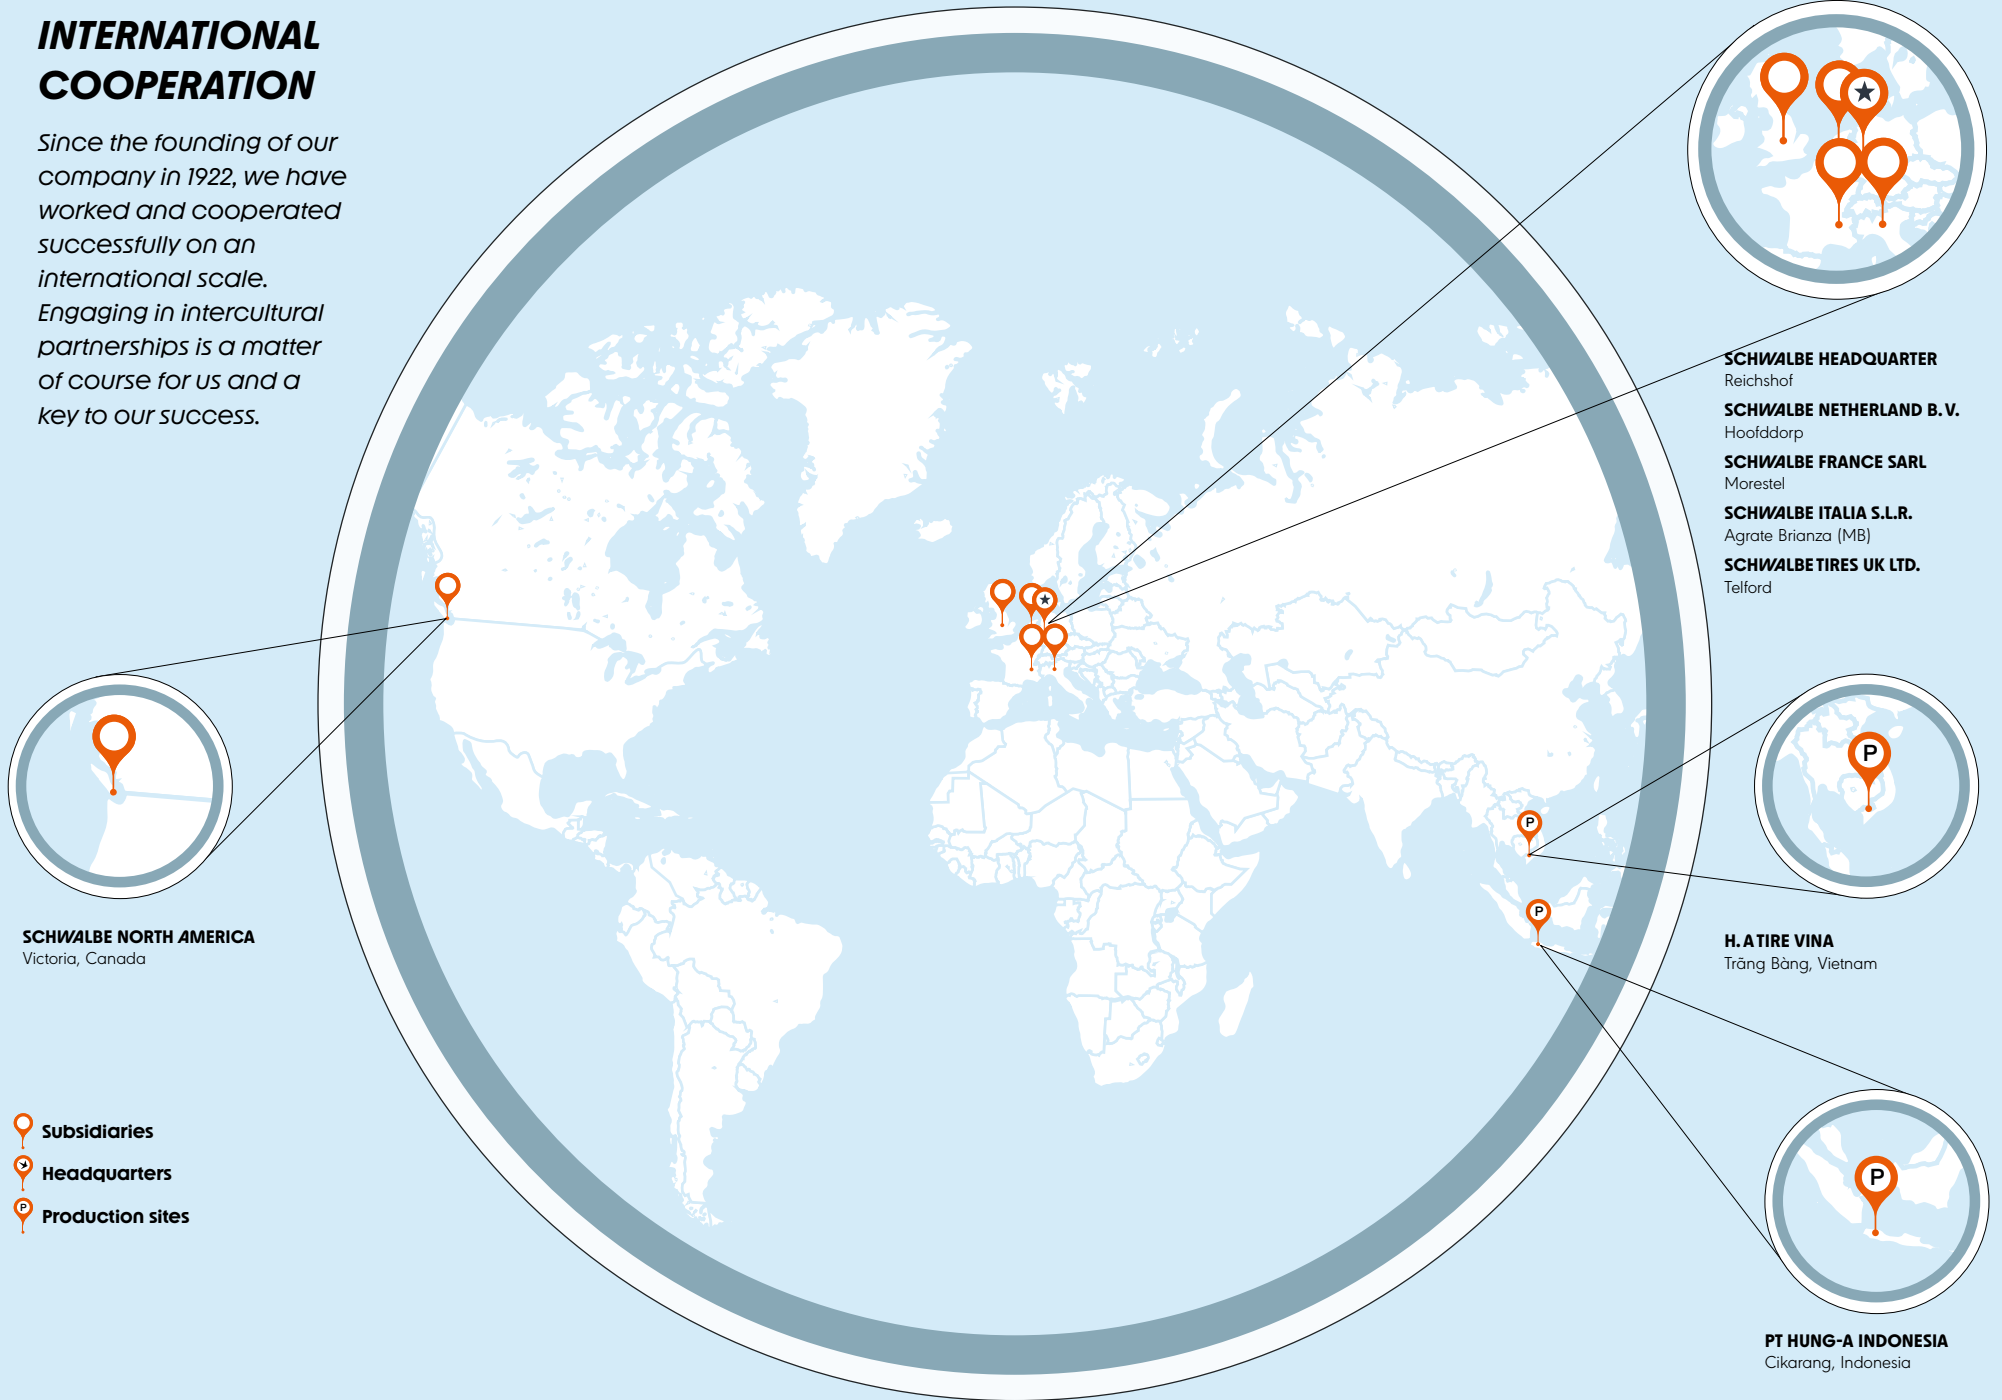 INTERNATIONAL
COOPERATION
Since the founding of our
company in 1922, we have
worked and cooperated
successfully on an
international scale.
Engaging in intercultural
partnerships is a matter
of course for us and a
key to our success.
SCHWALBE HEADQUARTER
Reichshof
SCHWALBE NETHERLAND B.V.
Hoofddorp
SCHWALBE FRANCE SARL
Morestel
SCHWALBE ITALIA S.L.R.
Agrate Brianza (MB)
SCHWALBE TIRES UK LTD.
Telford
P
P
P
SCHWALBE NORTH AMERICA
Victoria, Canada
H.A TIRE VINA
Trãng Bàng, Vietnam
Subsidiaries
Headquarters
P
Production sites
P
PT HUNG-A INDONESIA
Cikarang, Indonesia